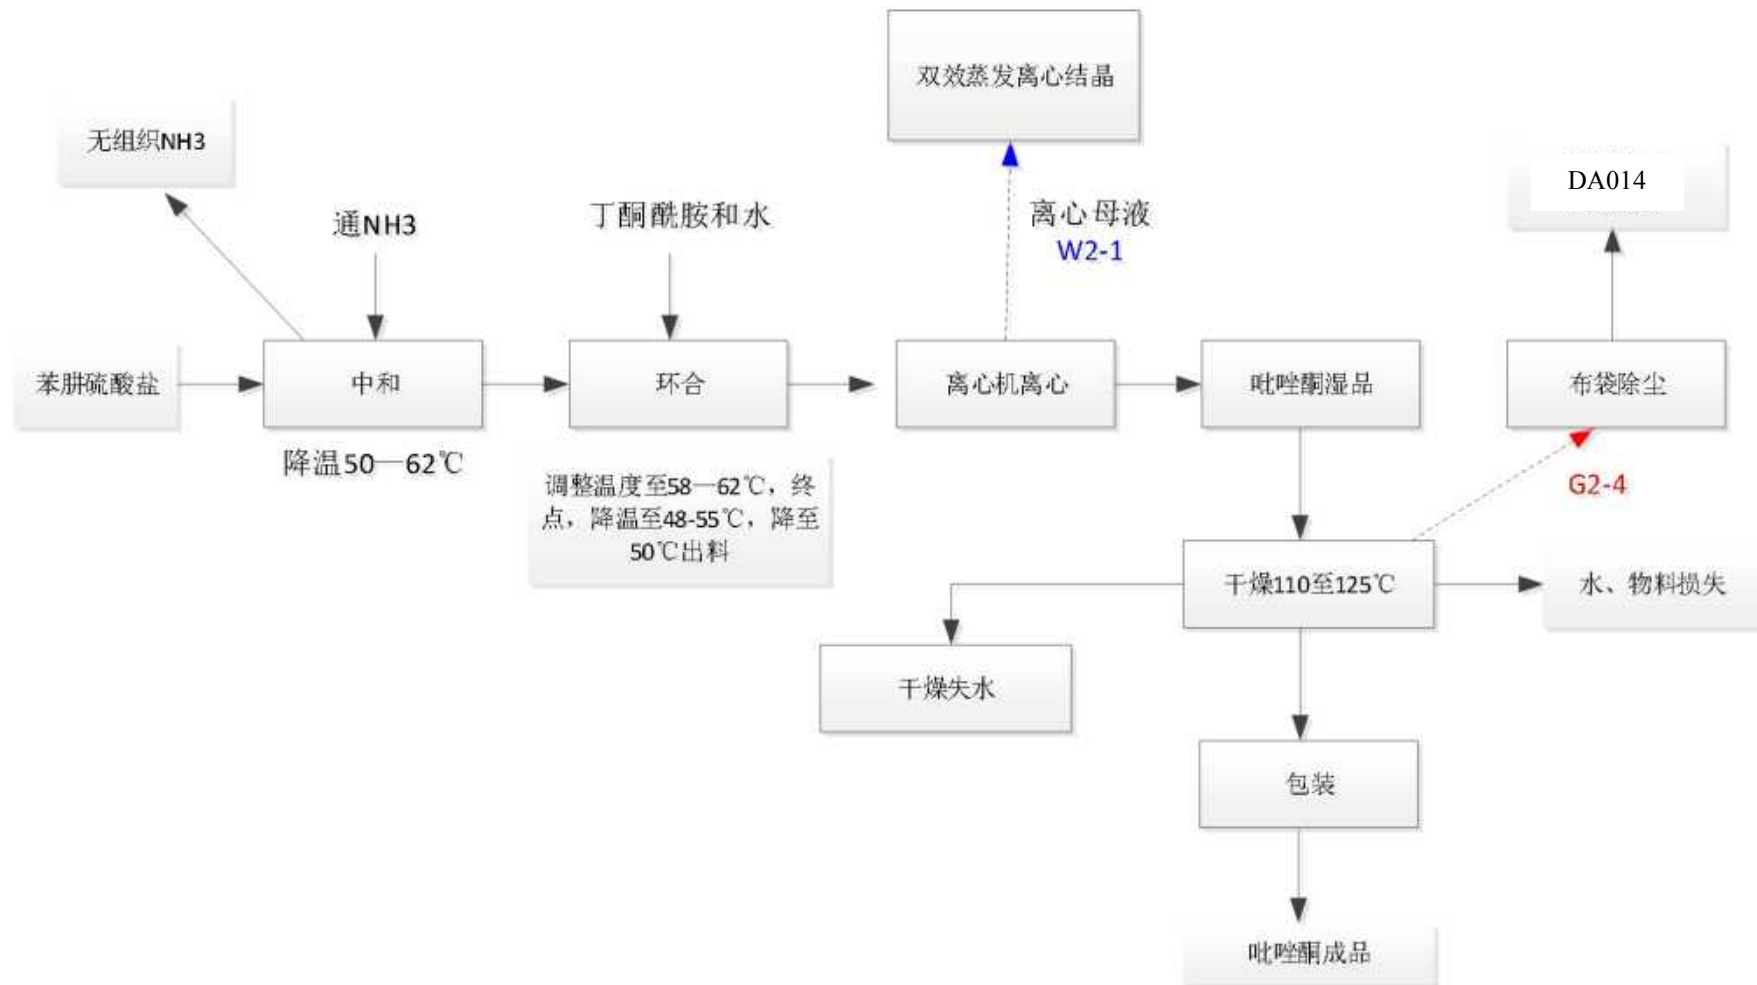 双效蒸发离心结晶
无组织NH3
DA014
通NH3
丁酮酰胺和水
离心母液
W2-1
苯肼硫酸盐
中和
环合
离心机离心
吡唑酮湿品
布袋除尘
降温50—62℃
调整温度至58—62℃，终
点，降温至48-55℃，降至
50℃出料
G2-4
干燥110至125℃
水、物料损失
干燥失水
包装
吡唑酮成品